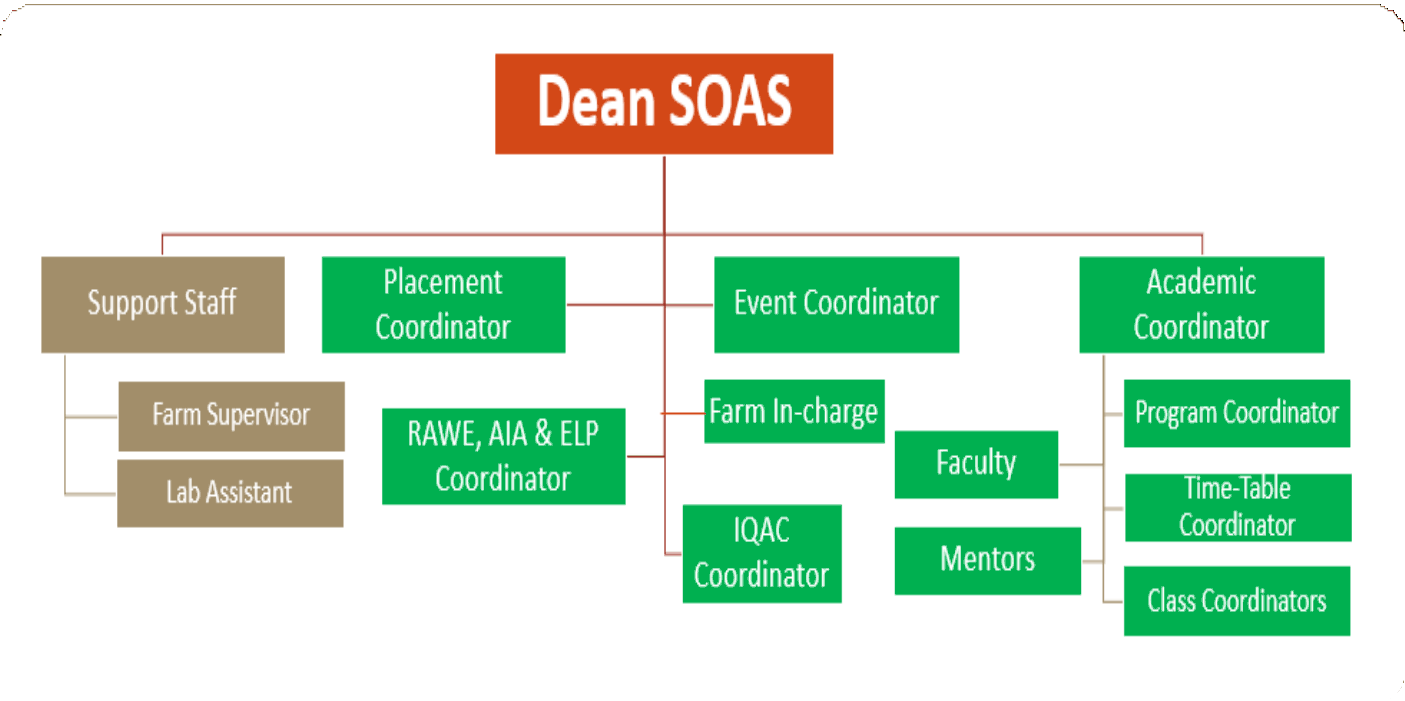 Dean SOAS
Support Staff
Placement
Coordinator
Event Coordinator
Academic
Coordinator
Farm Supervisor
Lab Assistant
RAWE, AIA & ELP
Coordinator
Farm In-charge
IQAC
Coordinator
Faculty
Mentors
Program Coordinator
Time-Table
Coordinator
Class Coordinators